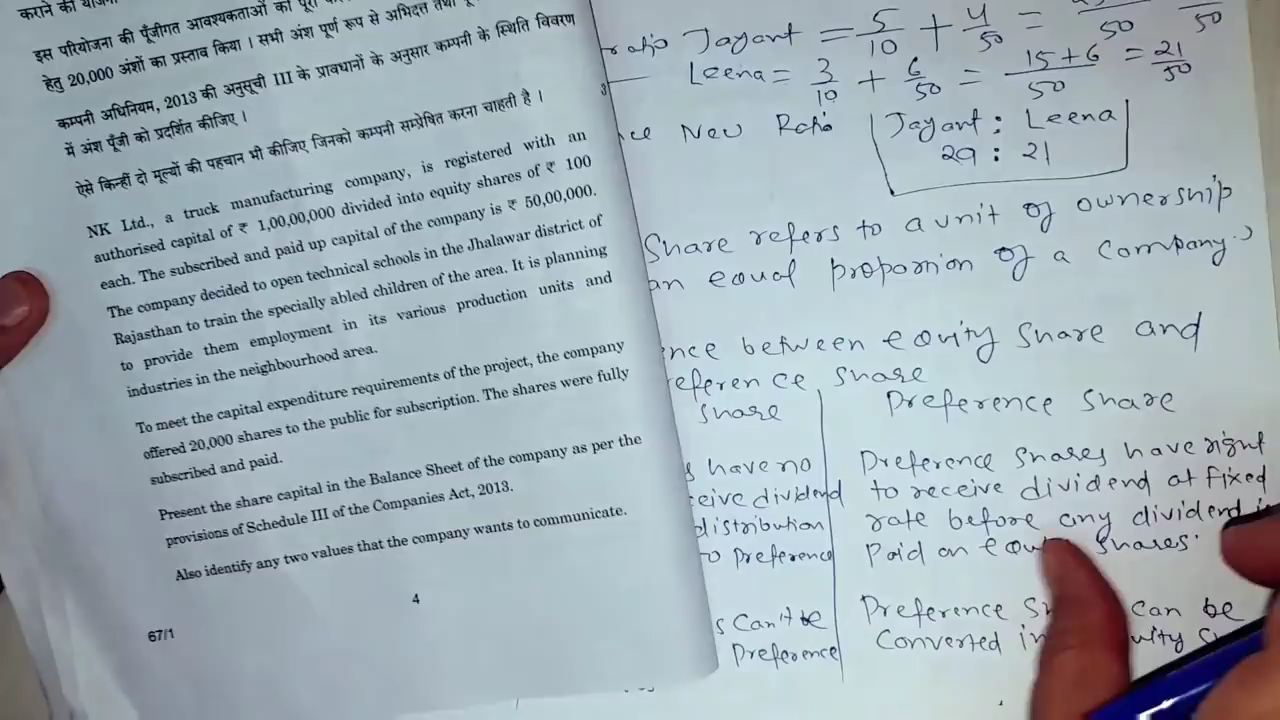 कराने की
इस परियोजना की पूँजीगत आवश्यकताओं को पूरा
हेतु 20,000 अंशों का प्रस्ताव किया । सभी अंश पूर्ण रूप से अभिदत्त तथा
कम्पनी अधिनियम, 2013 की अनुसूची III के प्रावधानों के अनुसार कम्पनी के स्थिति विवरण
में अंश पूँजी को प्रदर्शित कीजिए ।
ऐसे किन्हीं दो मूल्यों की पहचान भी कीजिए जिनको कम्पनी सम्प्रेषित करना चाहती है ।
3
NK Ltd., a truck manufacturing company, is registered with an
authorised capital of ₹ 1,00,00,000 divided into equity shares of ₹ 100
each. The subscribed and paid up capital of the company is ₹ 50,00,000.
The company decided to open technical schools in the Jhalawar district of
Rajasthan to train the specially abled children of the area. It is planning
to provide them employment in its various production units and
industries in the neighbourhood area.
To meet the capital expenditure requirements of the project, the company
offered 20,000 shares to the public for subscription. The shares were fully
subscribed and paid.
Present the share capital in the Balance Sheet of the company as per the
provisions of Schedule III of the Companies Act, 2013.
Also identify any two values that the company wants to communicate.
4
67/1
ratio Jayant = 5/10 + 4/50 = /50 /50
Leena = 3/10 + 6/50 = 15+6/50 = 21/50
New Ratio
Jayant : Leena
29 : 21
Share refers to a unit of ownership
an equal proportion of a company.
between equity share and
share
share
Preference share
have no
dividend
distribution
to preference
can't be
Preference
Preference shares have right
to receive dividend at fixed
rate before any dividend
paid on shares.
Preference can be
converted